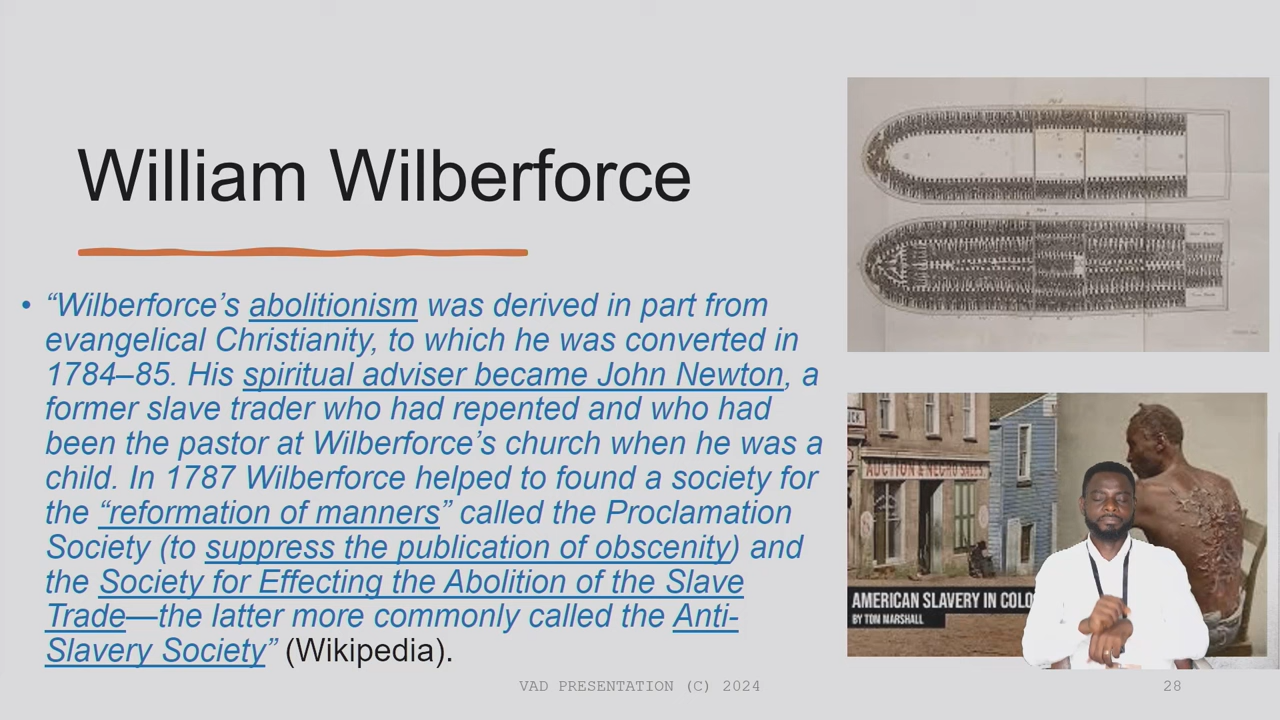 William Wilberforce
• “Wilberforce’s abolitionism was derived in part from
evangelical Christianity, to which he was converted in
1784–85. His spiritual adviser became John Newton, a
former slave trader who had repented and who had
been the pastor at Wilberforce’s church when he was a
child. In 1787 Wilberforce helped to found a society for
the “reformation of manners” called the Proclamation
Society (to suppress the publication of obscenity) and
the Society for Effecting the Abolition of the Slave
Trade—the latter more commonly called the Anti-
Slavery Society” (Wikipedia).
AUCTION & NEGRO SALES
AMERICAN SLAVERY IN COLO
BY TOM MARSHALL
VAD PRESENTATION (C) 2024
28